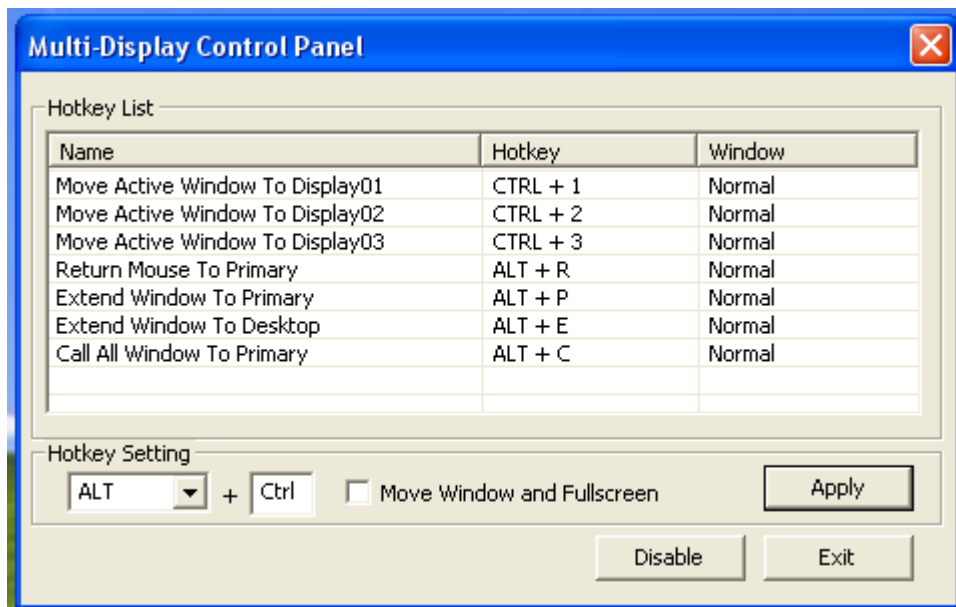 Multi-Display Control Panel
Hotkey List
Name Hotkey Window
Move Active Window To Display01 CTRL + 1 Normal
Move Active Window To Display02 CTRL + 2 Normal
Move Active Window To Display03 CTRL + 3 Normal
Return Mouse To Primary ALT + R Normal
Extend Window To Primary ALT + P Normal
Extend Window To Desktop ALT + E Normal
Call All Window To Primary ALT + C Normal
Hotkey Setting
ALT + Ctrl Move Window and Fullscreen Apply
Disable Exit